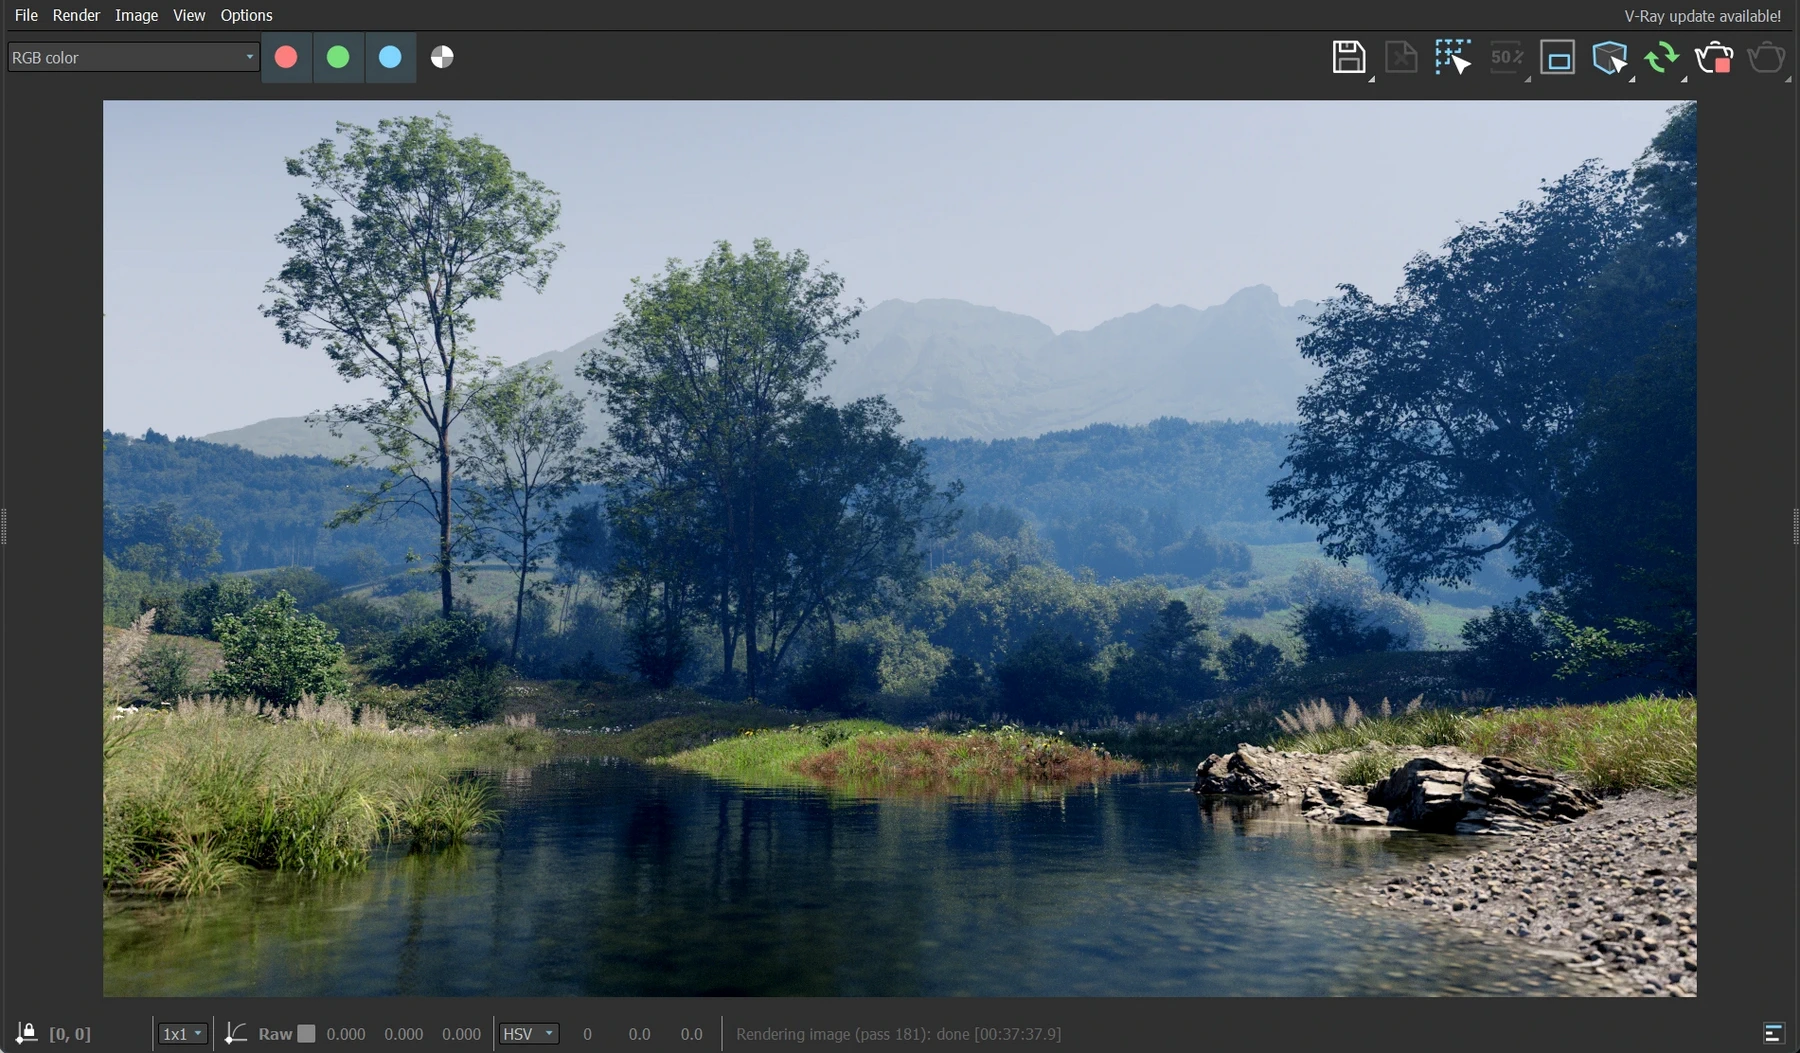 File Render Image View Options
V-Ray update available!
RGB color
50%
[0, 0]
1x1
Raw
0.000 0.000 0.000
HSV
0 0.0 0.0
Rendering image (pass 181): done [00:37:37.9]